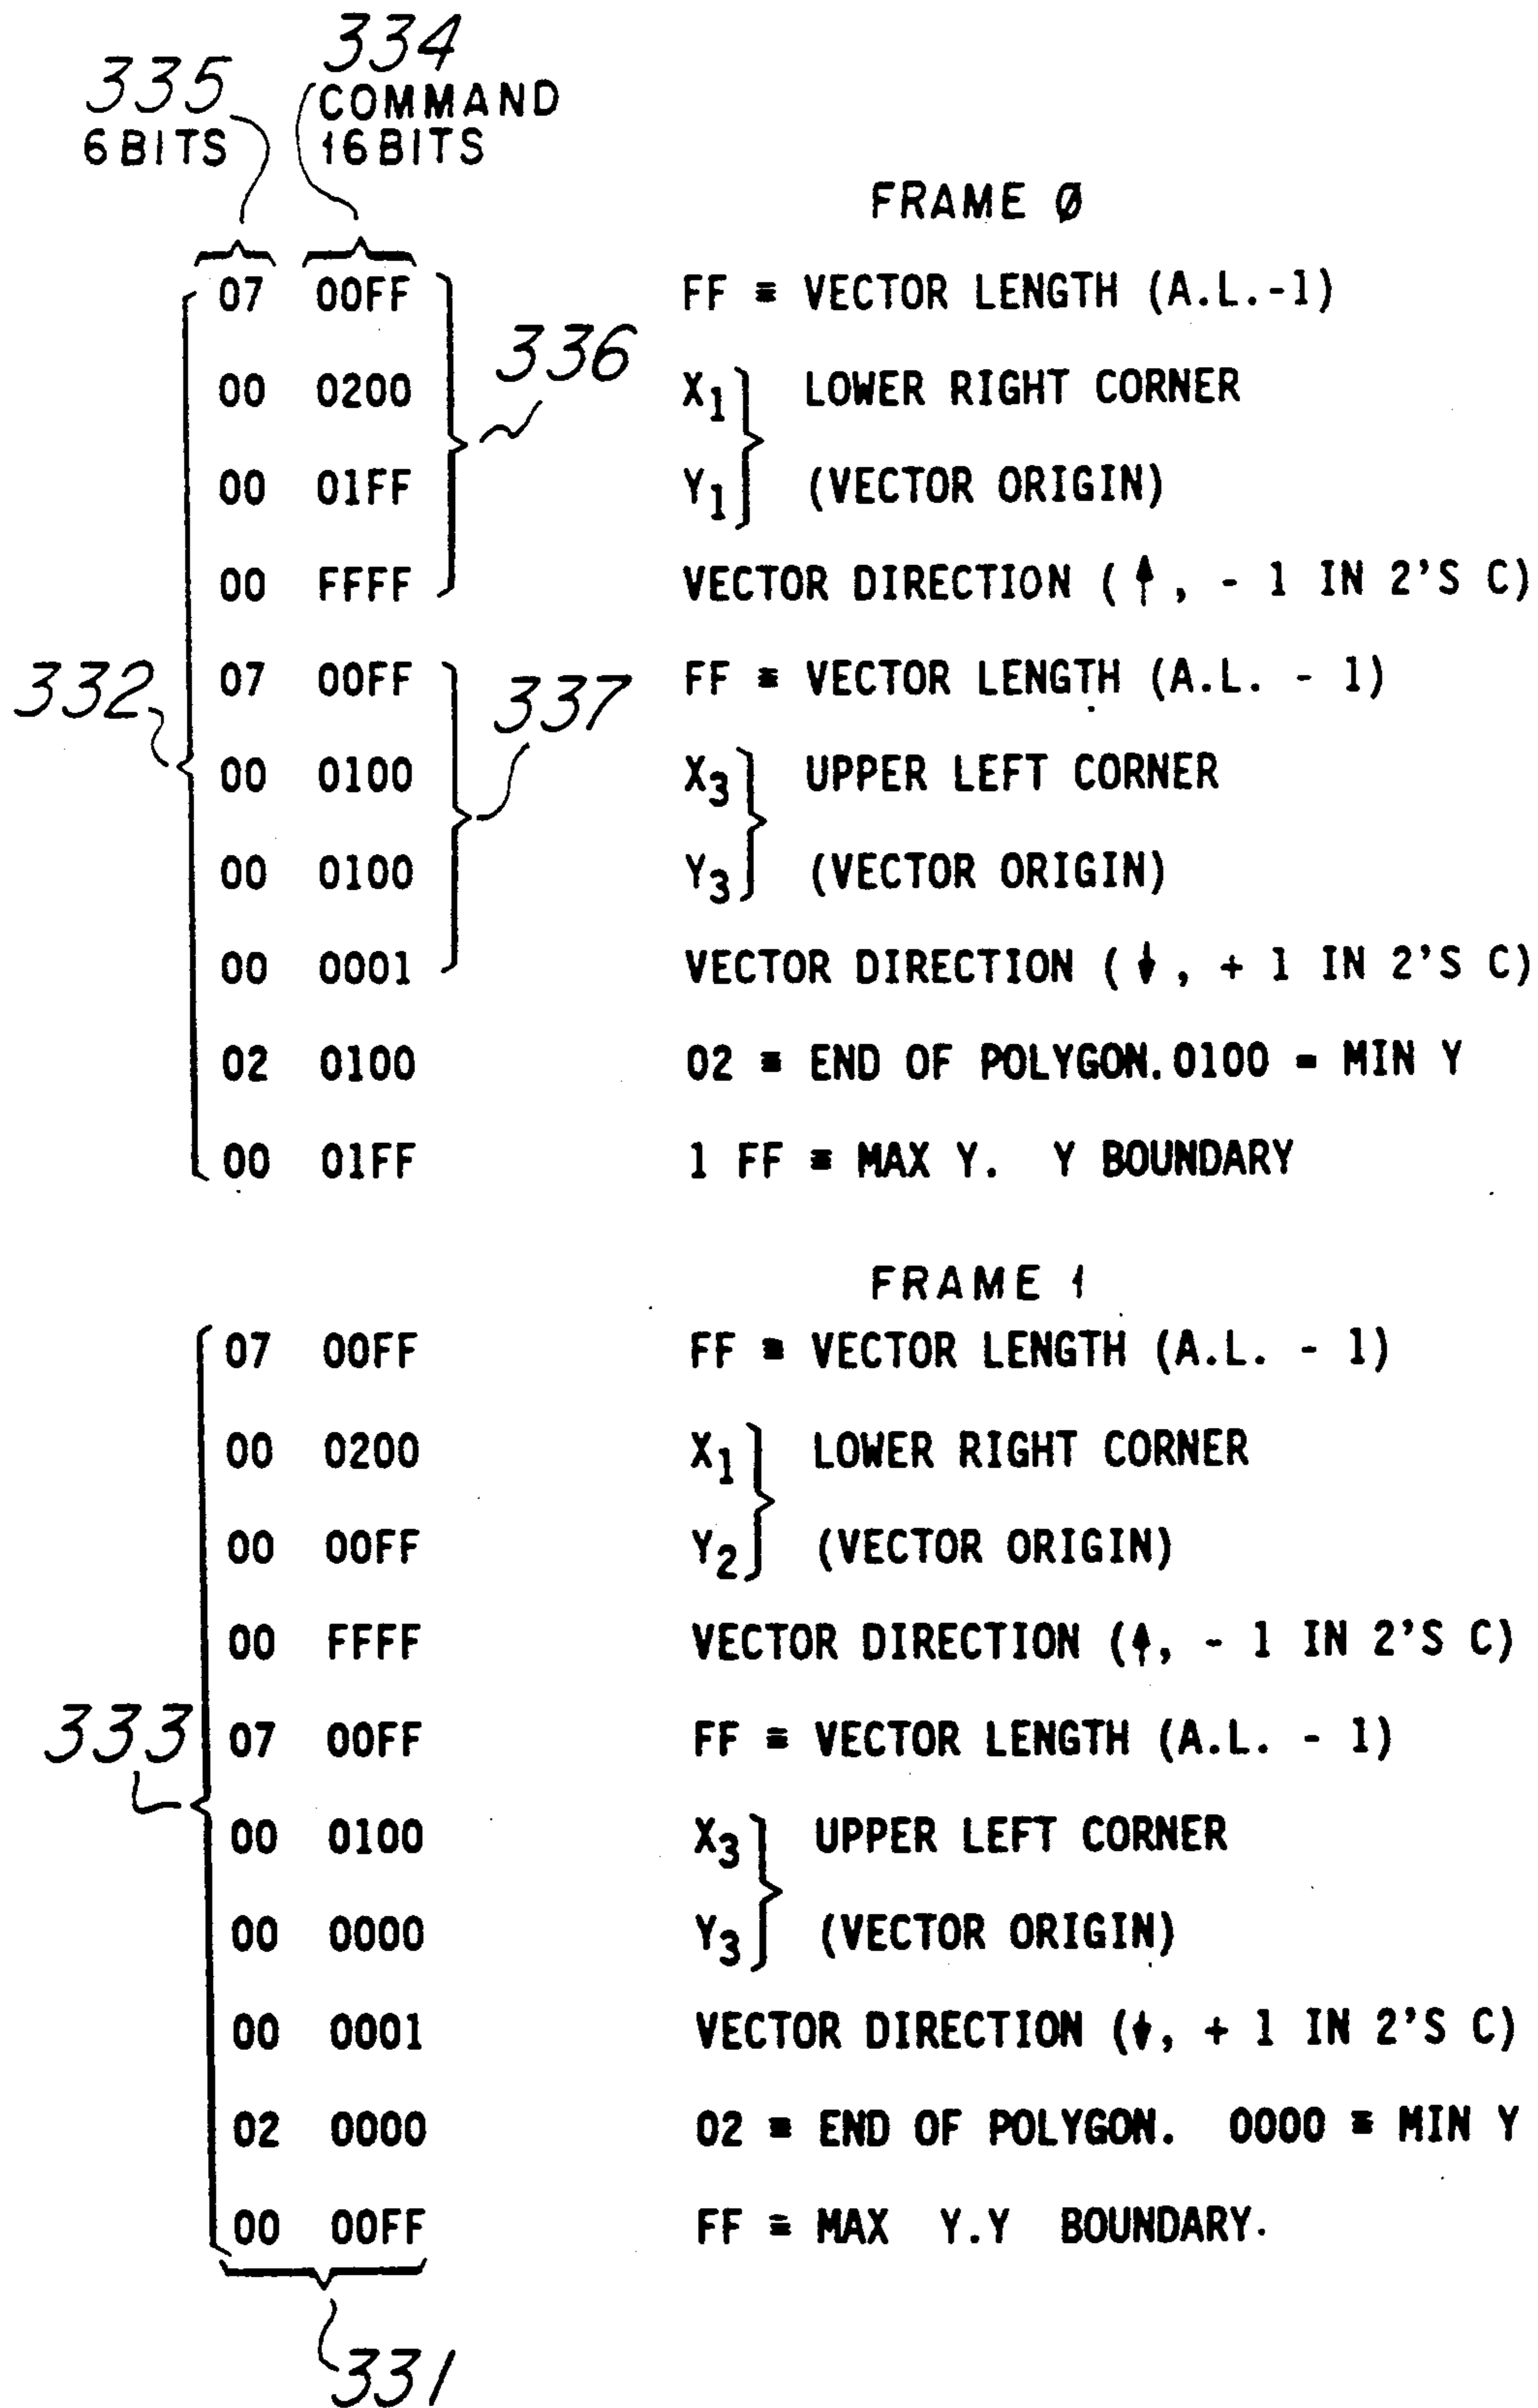 334
335 COMMAND
6 BITS 16 BITS
FRAME Ø
07 00FF FF ≡ VECTOR LENGTH (A.L.-1)
336
00 0200 X1 LOWER RIGHT CORNER
00 01FF Y1 (VECTOR ORIGIN)
00 FFFF VECTOR DIRECTION (↑, - 1 IN 2'S C)
332 07 00FF 337 FF ≡ VECTOR LENGTH (A.L. - 1)
00 0100 X3 UPPER LEFT CORNER
00 0100 Y3 (VECTOR ORIGIN)
00 0001 VECTOR DIRECTION (↓, + 1 IN 2'S C)
02 0100 02 ≡ END OF POLYGON. 0100 = MIN Y
00 01FF 1 FF ≡ MAX Y. Y BOUNDARY
FRAME 1
07 00FF FF ≡ VECTOR LENGTH (A.L. - 1)
00 0200 X1 LOWER RIGHT CORNER
00 00FF Y2 (VECTOR ORIGIN)
00 FFFF VECTOR DIRECTION (↑, - 1 IN 2'S C)
333 07 00FF FF ≡ VECTOR LENGTH (A.L. - 1)
00 0100 X3 UPPER LEFT CORNER
00 0000 Y3 (VECTOR ORIGIN)
00 0001 VECTOR DIRECTION (↓, + 1 IN 2'S C)
02 0000 02 ≡ END OF POLYGON. 0000 ≡ MIN Y
00 00FF FF ≡ MAX Y.Y BOUNDARY.
331